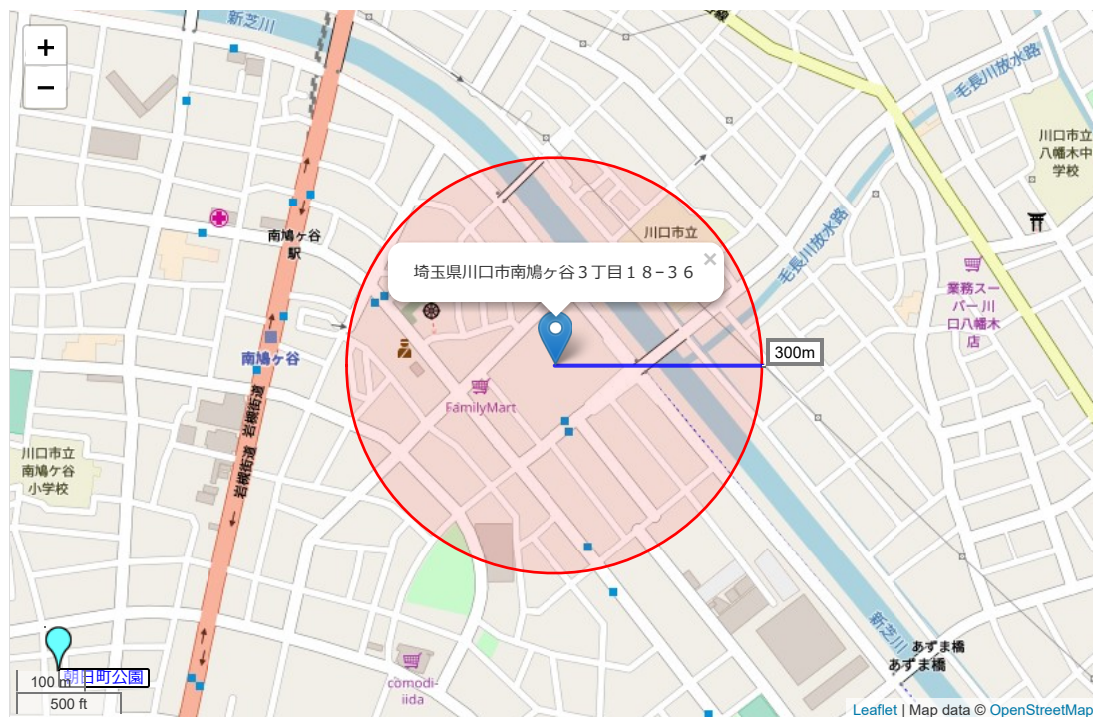 新芝川
毛長川放水路
川口市立
八幡木中
学校
+
−
南鳩ヶ谷
駅
川口市立
毛長川放水路
埼玉県川口市南鳩ヶ谷3丁目18−36
×
業務スー
パー 川
口八幡木
店
300m
南鳩ヶ谷
FamilyMart
岩槻街道 岩槻街道
川口市立
南鳩ケ谷
小学校
新芝川
あずま橋
あずま橋
朝日町公園
100 m
500 ft
comodi-
iida
Leaflet | Map data © OpenStreetMap